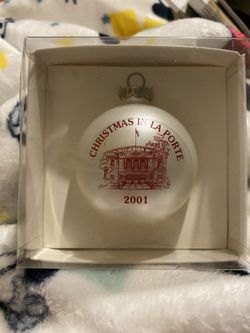 CHRISTMAS IN LA PORTE
2001